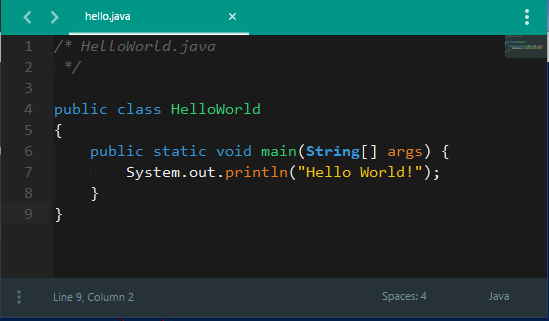 hello.java ×
1 /* HelloWorld.java
2  */
3
4 public class HelloWorld
5 {
6     public static void main(String[] args) {
7         System.out.println("Hello World!");
8     }
9 }
Line 9, Column 2 Spaces: 4 Java